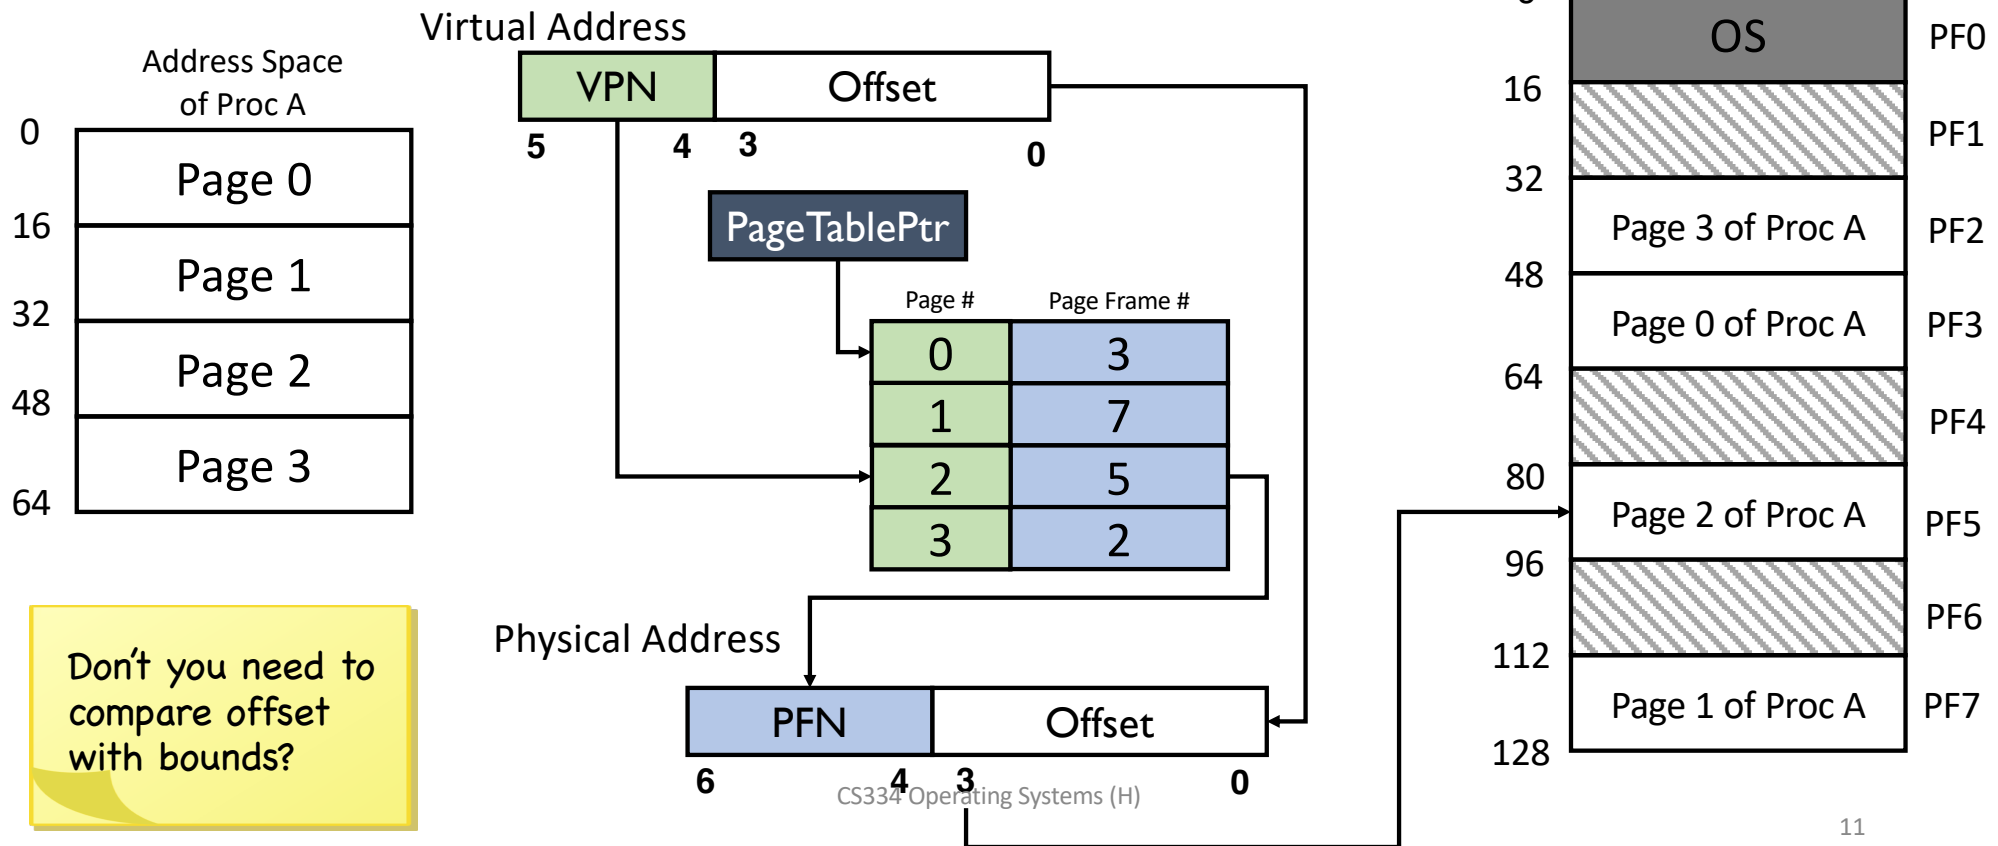 Virtual Address
Address Space
of Proc A
0
Page 0
16
Page 1
32
Page 2
48
Page 3
64
VPN
Offset
5
4
3
0
PageTablePtr
Page #
Page Frame #
0
3
1
7
2
5
3
2
Physical Address
PFN
Offset
6
4
3
0
Don't you need to
compare offset
with bounds?
OS
PF0
16
PF1
32
Page 3 of Proc A
PF2
48
Page 0 of Proc A
PF3
64
PF4
80
Page 2 of Proc A
PF5
96
PF6
112
Page 1 of Proc A
PF7
128
CS334 Operating Systems (H)
11